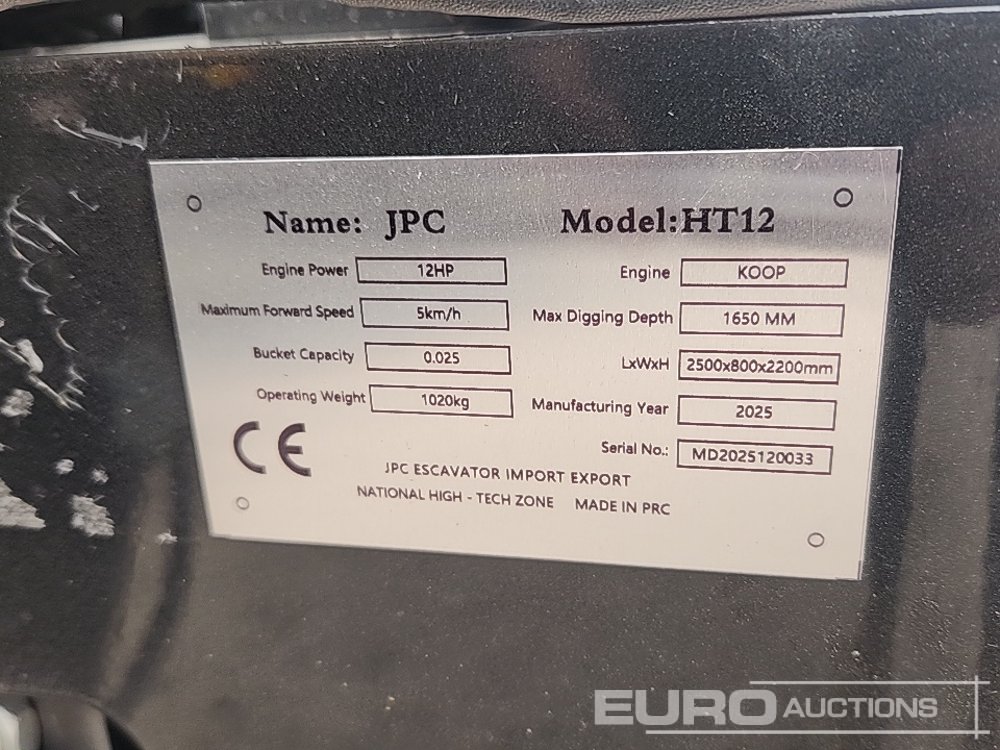 Name: JPC Model:HT12
Engine Power 12HP Engine KOOP
Maximum Forward Speed 5km/h Max Digging Depth 1650 MM
Bucket Capacity 0.025 LxWxH 2500x800x2200mm
Operating Weight 1020kg Manufacturing Year 2025
Serial No.: MD2025120033
CE
JPC ESCAVATOR IMPORT EXPORT
NATIONAL HIGH - TECH ZONE MADE IN PRC
EURO AUCTIONS